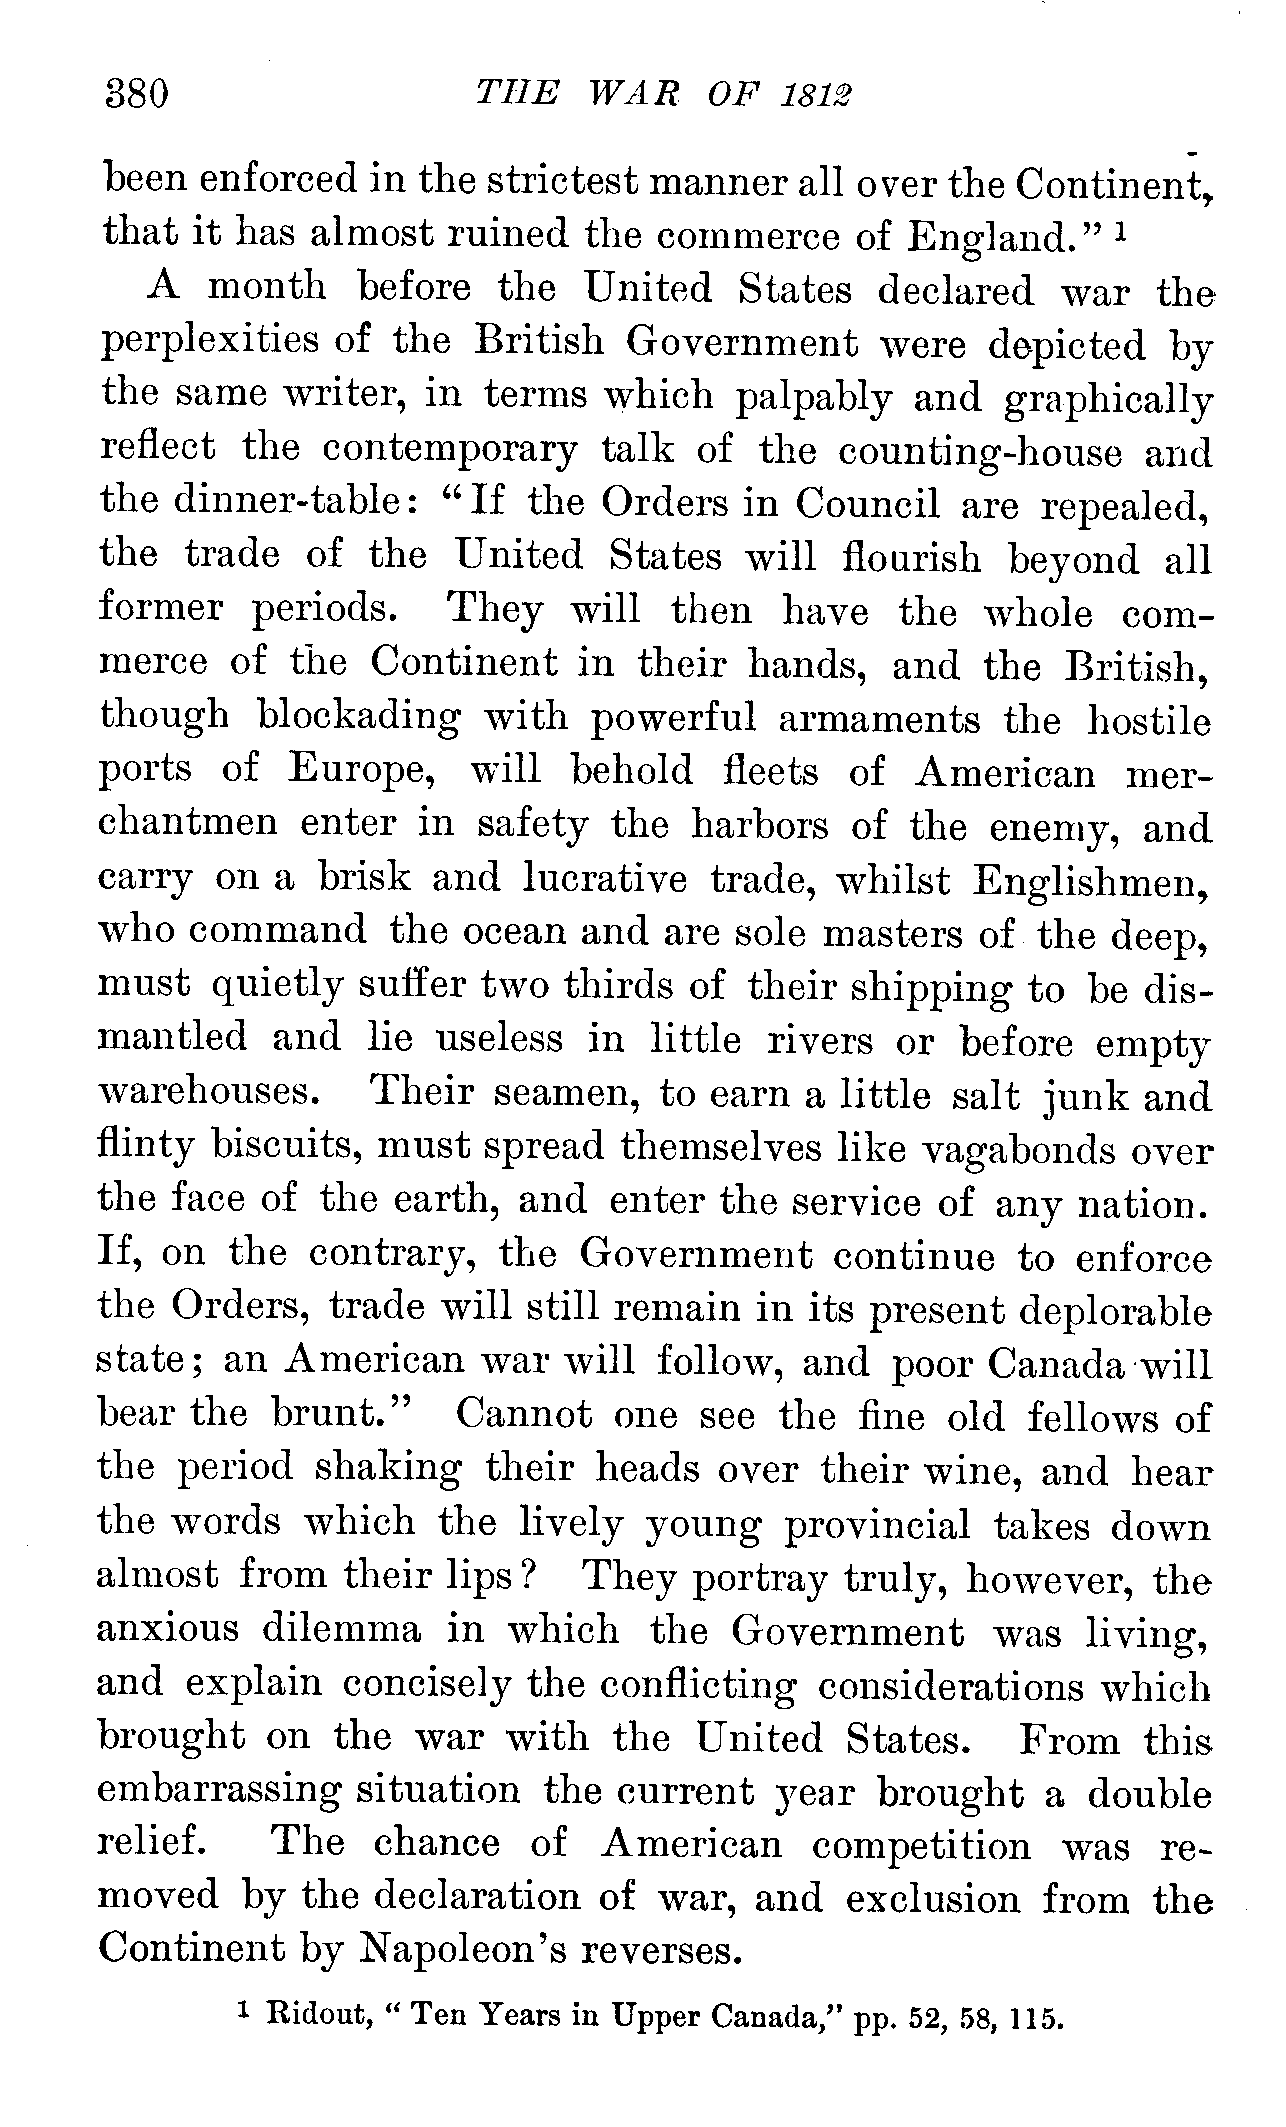 380 THE WAR OF 1812
been enforced in the strictest manner all over the Continent,
that it has almost ruined the commerce of England." 1
A month before the United States declared war the
perplexities of the British Government were depicted by
the same writer, in terms which palpably and graphically
reflect the contemporary talk of the counting-house and
the dinner-table: "If the Orders in Council are repealed,
the trade of the United States will flourish beyond all
former periods. They will then have the whole com-
merce of the Continent in their hands, and the British,
though blockading with powerful armaments the hostile
ports of Europe, will behold fleets of American mer-
chantmen enter in safety the harbors of the enemy, and
carry on a brisk and lucrative trade, whilst Englishmen,
who command the ocean and are sole masters of the deep,
must quietly suffer two thirds of their shipping to be dis-
mantled and lie useless in little rivers or before empty
warehouses. Their seamen, to earn a little salt junk and
flinty biscuits, must spread themselves like vagabonds over
the face of the earth, and enter the service of any nation.
If, on the contrary, the Government continue to enforce
the Orders, trade will still remain in its present deplorable
state; an American war will follow, and poor Canada will
bear the brunt." Cannot one see the fine old fellows of
the period shaking their heads over their wine, and hear
the words which the lively young provincial takes down
almost from their lips? They portray truly, however, the
anxious dilemma in which the Government was living,
and explain concisely the conflicting considerations which
brought on the war with the United States. From this
embarrassing situation the current year brought a double
relief. The chance of American competition was re-
moved by the declaration of war, and exclusion from the
Continent by Napoleon's reverses.
1 Ridout, "Ten Years in Upper Canada," pp. 52, 58, 115.